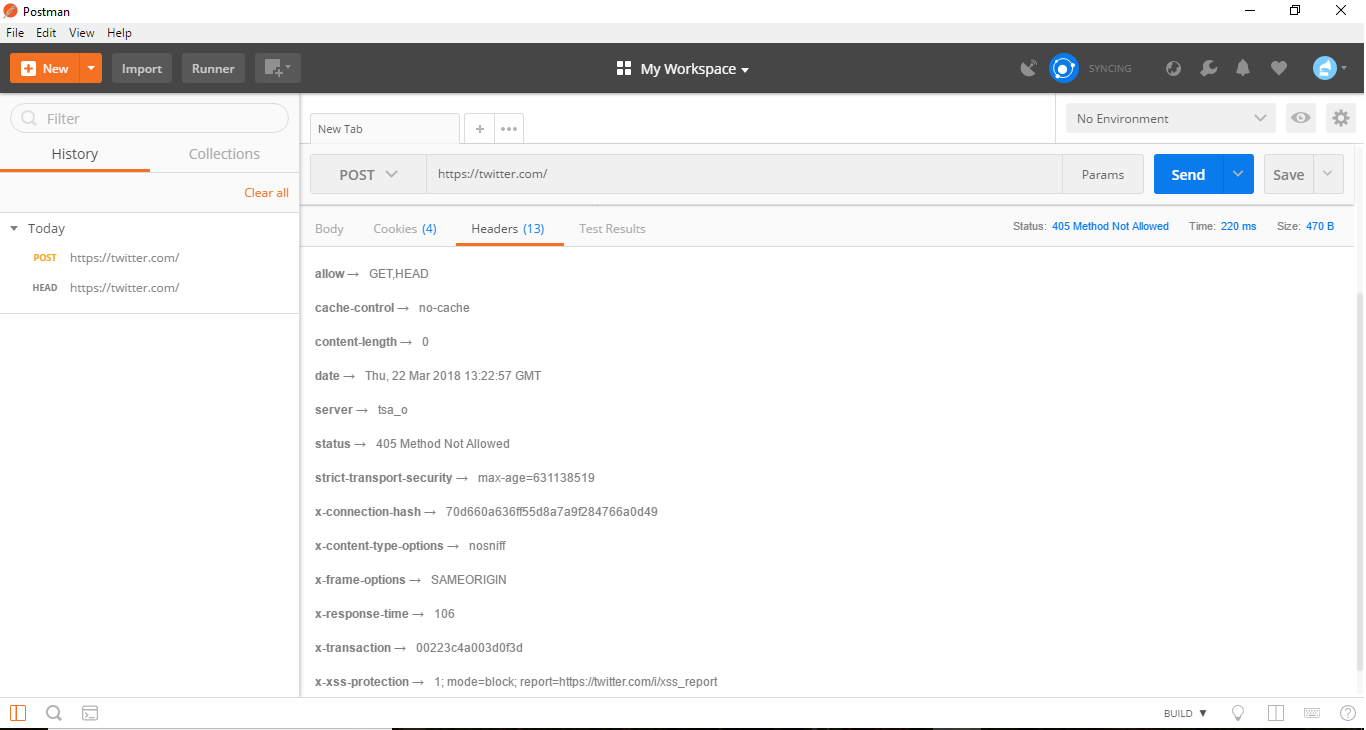 Postman
File Edit View Help
New Import Runner My Workspace SYNCING
Filter
History Collections
Clear all
Today
POST https://twitter.com/
HEAD https://twitter.com/
New Tab + ••• No Environment
POST https://twitter.com/ Params Send Save
Body Cookies (4) Headers (13) Test Results Status: 405 Method Not Allowed Time: 220 ms Size: 470 B
allow → GET,HEAD
cache-control → no-cache
content-length → 0
date → Thu, 22 Mar 2018 13:22:57 GMT
server → tsa_o
status → 405 Method Not Allowed
strict-transport-security → max-age=631138519
x-connection-hash → 70d660a636ff55d8a7a9f284766a0d49
x-content-type-options → nosniff
x-frame-options → SAMEORIGIN
x-response-time → 106
x-transaction → 00223c4a003d0f3d
x-xss-protection → 1; mode=block; report=https://twitter.com/i/xss_report
BUILD ▼